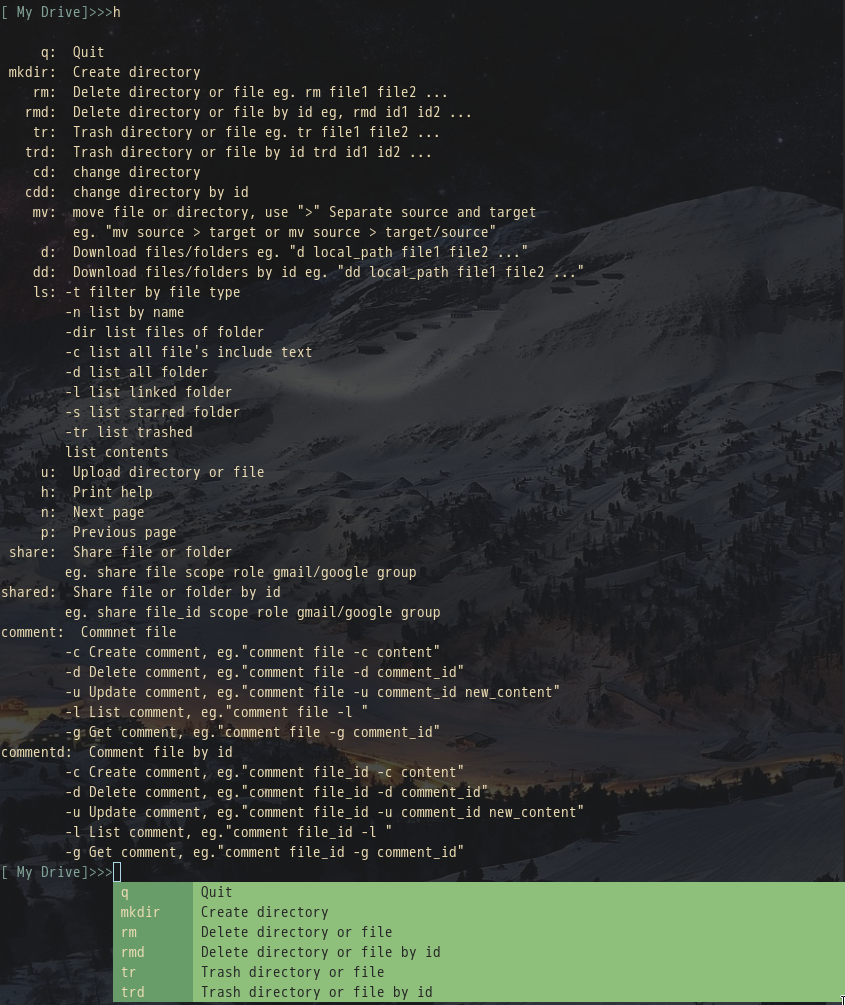 [ My Drive]>>>h
q:  Quit
mkdir:  Create directory
rm:  Delete directory or file eg. rm file1 file2 ...
rmd:  Delete directory or file by id eg, rmd id1 id2 ...
tr:  Trash directory or file eg. tr file1 file2 ...
trd:  Trash directory or file by id trd id1 id2 ...
cd:  change directory
cdd:  change directory by id
mv:  move file or directory, use ">" Separate source and target
eg. "mv source > target or mv source > target/source"
d:  Download files/folders eg. "d local_path file1 file2 ..."
dd:  Download files/folders by id eg. "dd local_path file1 file2 ..."
ls: -t filter by file type
-n list by name
-dir list files of folder
-c list all file's include text
-d list all folder
-l list linked folder
-s list starred folder
-tr list trashed
list contents
u:  Upload directory or file
h:  Print help
n:  Next page
p:  Previous page
share:  Share file or folder
eg. share file scope role gmail/google group
shared:  Share file or folder by id
eg. share file_id scope role gmail/google group
comment:  Commnet file
-c Create comment, eg."comment file -c content"
-d Delete comment, eg."comment file -d comment_id"
-u Update comment, eg."comment file -u comment_id new_content"
-l List comment, eg."comment file -l "
-g Get comment, eg."comment file -g comment_id"
commentd:  Comment file by id
-c Create comment, eg."comment file_id -c content"
-d Delete comment, eg."comment file_id -d comment_id"
-u Update comment, eg."comment file_id -u comment_id new_content"
-l List comment, eg."comment file_id -l "
-g Get comment, eg."comment file_id -g comment_id"
[ My Drive]>>>
q Quit
mkdir Create directory
rm Delete directory or file
rmd Delete directory or file by id
tr Trash directory or file
trd Trash directory or file by id